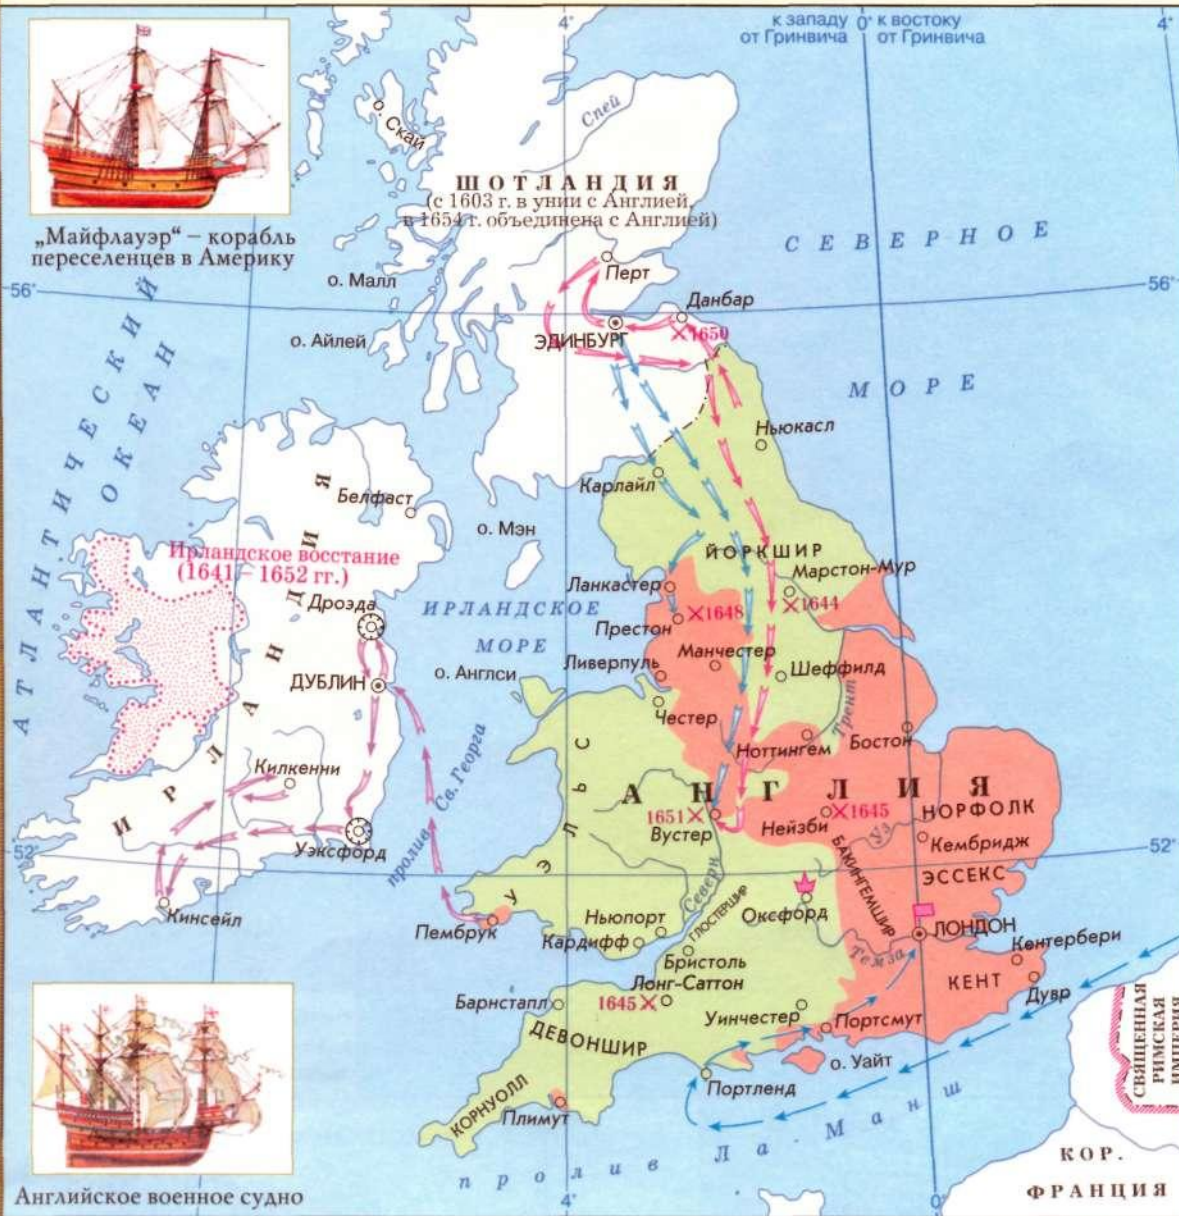 к западу
от Гринвича
к востоку
от Гринвича
4°
0°
4°
„Майфлауэр“ – корабль
переселенцев в Америку
о. Скай
Спей
ШОТЛАНДИЯ
(с 1603 г. в унии с Англией,
в 1654 г. объединена с Англией)
СЕВЕРНОЕ
МОРЕ
56°
56°
АТЛАНТИЧЕСКИЙ
ОКЕАН
о. Малл
о. Айлей
Перт
Данбар
ЭДИНБУРГ
1650
Ньюкасл
Карлайл
Белфаст
о. Мэн
Ирландское восстание
(1641 – 1652 гг.)
ИРЛАНДИЯ
ЙОРКШИР
Марстон-Мур
1644
Ланкастер
1648
Престон
Дроэда
ИРЛАНДСКОЕ
МОРЕ
Манчестер
Ливерпуль
Шеффилд
о. Англси
ДУБЛИН
Честер
Трент
Ноттингем
Бостон
пролив Св. Георга
Килкенни
УЭЛЬС
АНГЛИЯ
1651
Вустер
Нейзби
1645
НОРФОЛК
Уз
Кембридж
52°
52°
Уэксфорд
БАКИНГЕМШИР
ЭССЕКС
Кинсейл
Пембрук
Ньюпорт
Кардифф
Северн
ГЛОСТЕРШИР
Оксфорд
ЛОНДОН
Темза
Кентербери
Бристоль
Лонг-Саттон
КЕНТ
Дувр
Барнстапл
1645
Уинчестер
Портсмут
ДЕВОНШИР
о. Уайт
Портленд
КОРНУОЛЛ
Плимут
пролив Ла-Манш
СВЯЩЕННАЯ
РИМСКАЯ
ИМПЕРИЯ
КОР.
ФРАНЦИЯ
Английское военное судно
4°
0°